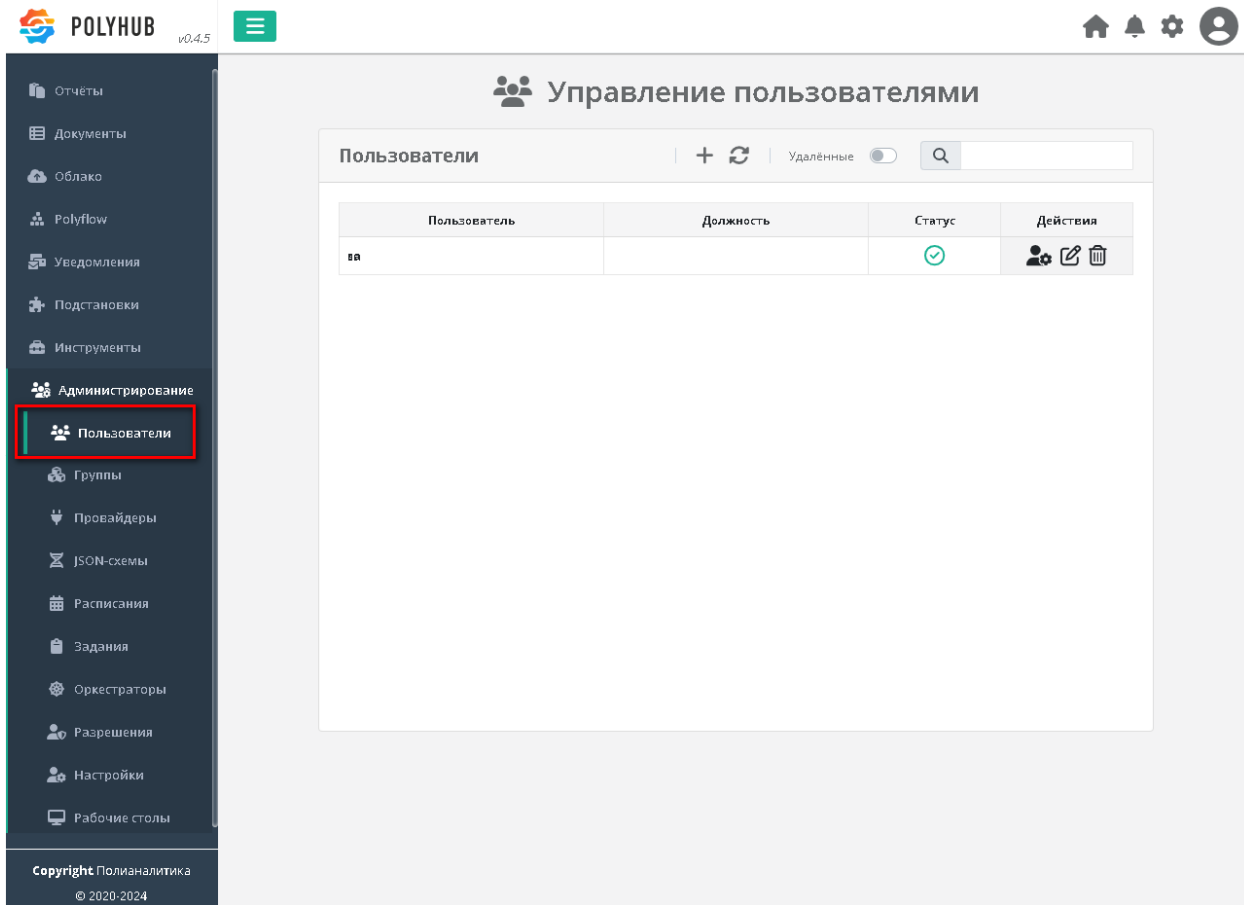 POLYHUB
v0.4.5
Отчёты
Документы
Облако
Polyflow
Уведомления
Подстановки
Инструменты
Администрирование
Пользователи
Группы
Провайдеры
JSON-схемы
Расписания
Задания
Оркестраторы
Разрешения
Настройки
Рабочие столы
Copyright Полианалитика
© 2020-2024
Управление пользователями
Пользователи
Удалённые
Пользователь Должность Статус Действия
ва